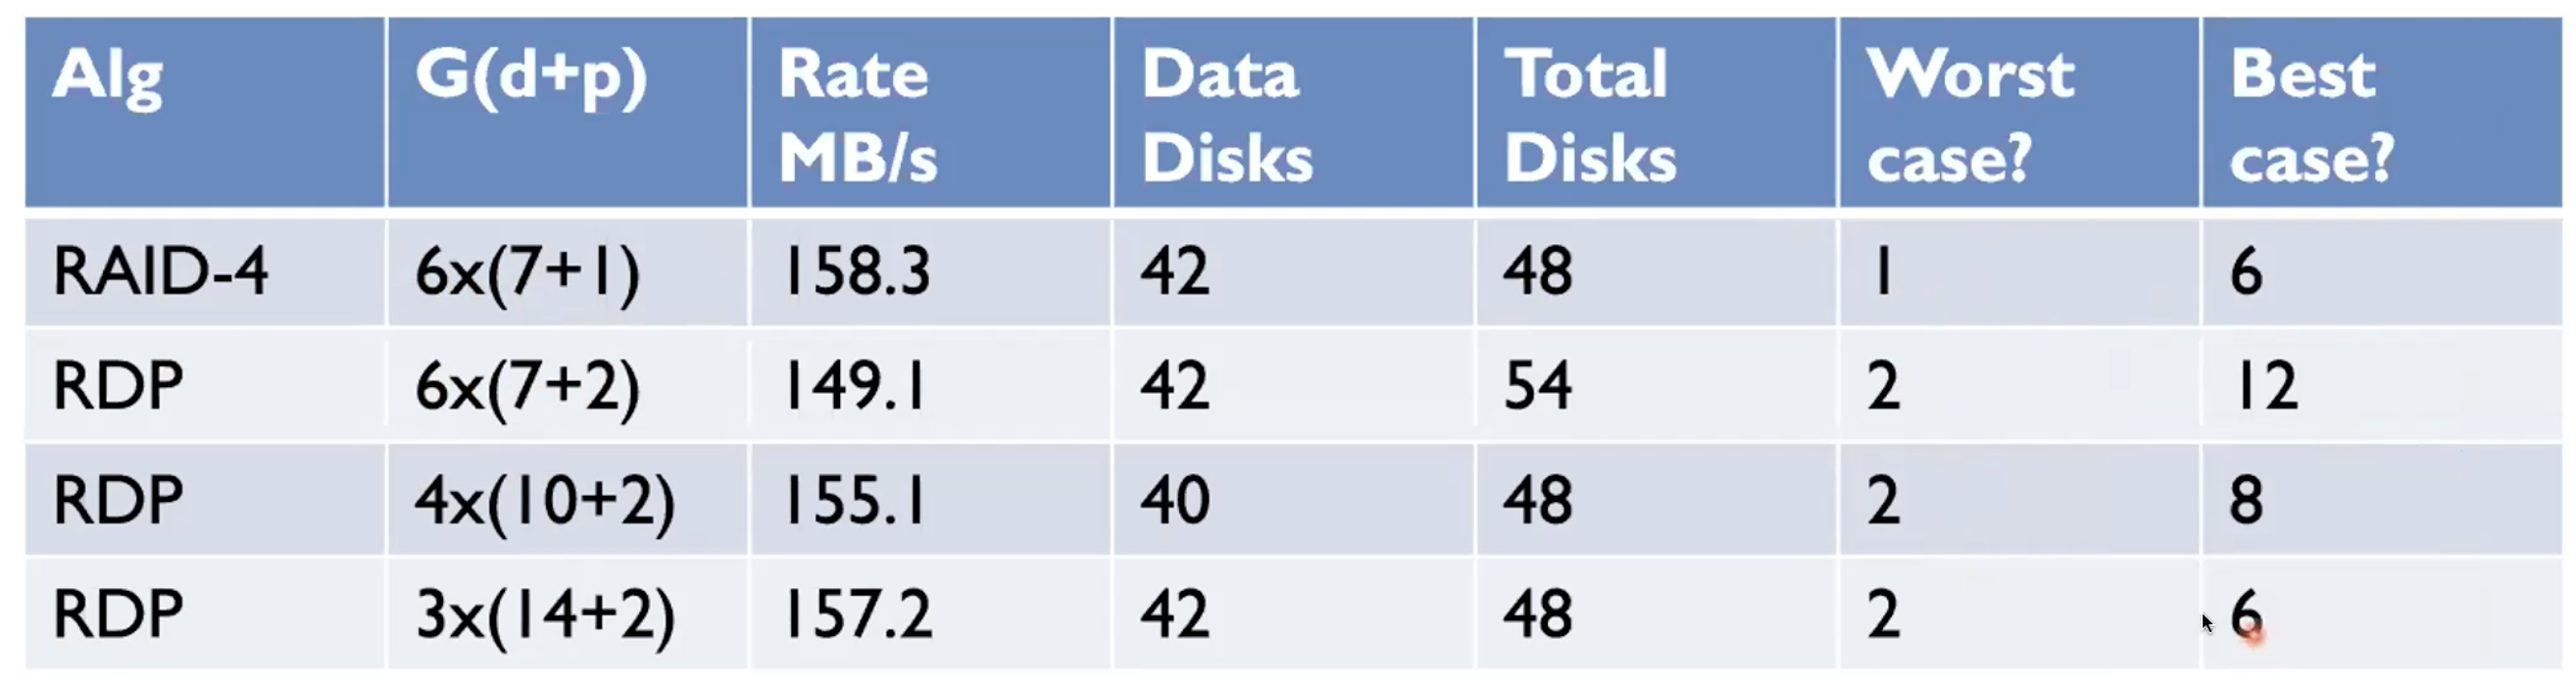 Alg G(d+p) Rate MB/s Data Disks Total Disks Worst case? Best case?
RAID-4 6x(7+1) 158.3 42 48 1 6
RDP 6x(7+2) 149.1 42 54 2 12
RDP 4x(10+2) 155.1 40 48 2 8
RDP 3x(14+2) 157.2 42 48 2 6